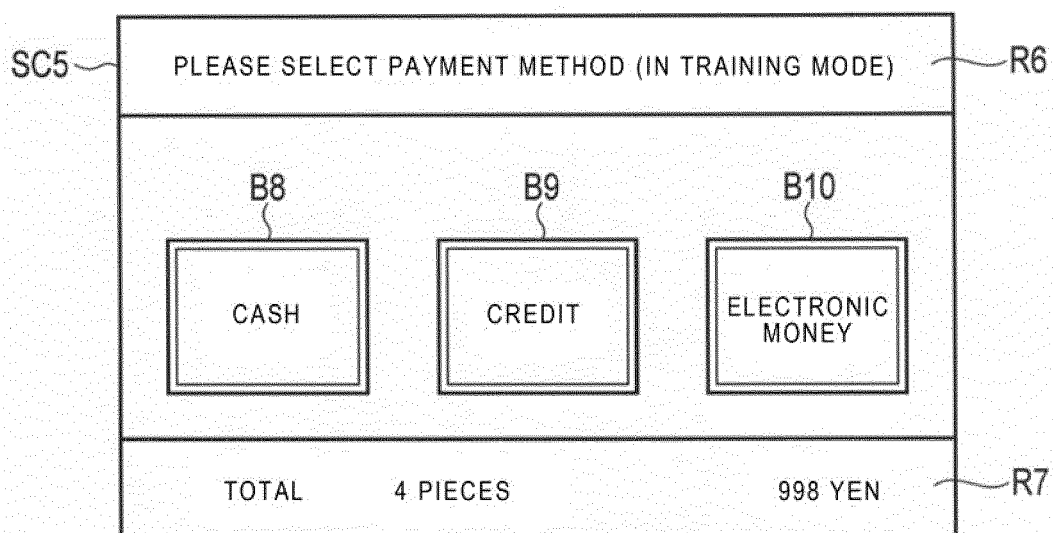 SC5
PLEASE SELECT PAYMENT METHOD (IN TRAINING MODE)
R6
B8
B9
B10
CASH
CREDIT
ELECTRONIC
MONEY
TOTAL 4 PIECES 998 YEN
R7